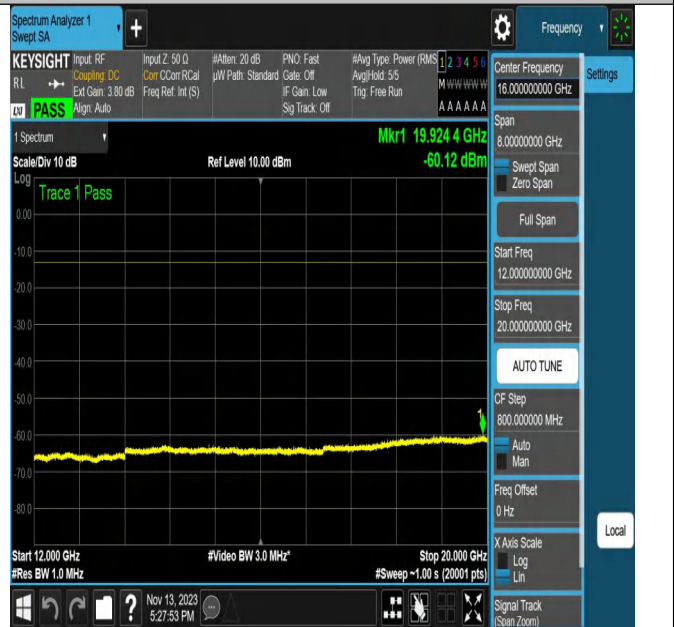 Spectrum Analyzer 1
Swept SA
+
Frequency
KEYSIGHT
RL
LXI PASS
Input: RF
Coupling: DC
Ext Gain: 3.80 dB
Align: Auto
Input Z: 50 Ω
Corr CCorr RCal
Freq Ref: Int (S)
#Atten: 20 dB
µW Path: Standard
PNO: Fast
Gate: Off
IF Gain: Low
Sig Track: Off
#Avg Type: Power (RMS
Avg|Hold: 5/5
Trig: Free Run
1 2 3 4 5 6
M W W W W W
A A A A A A
1 Spectrum
Scale/Div 10 dB
Log
Ref Level 10.00 dBm
Mkr1 19.924 4 GHz
-60.12 dBm
Trace 1 Pass
0.00
-10.0
-20.0
-30.0
-40.0
-50.0
-60.0
-70.0
-80.0
1
Start 12.000 GHz
#Res BW 1.0 MHz
#Video BW 3.0 MHz*
Stop 20.000 GHz
#Sweep ~1.00 s (20001 pts)
Center Frequency
16.000000000 GHz
Span
8.00000000 GHz
Swept Span
Zero Span
Full Span
Start Freq
12.000000000 GHz
Stop Freq
20.000000000 GHz
AUTO TUNE
CF Step
800.000000 MHz
Auto
Man
Freq Offset
0 Hz
X Axis Scale
Log
Lin
Signal Track
(Span Zoom)
Settings
Local
?
Nov 13, 2023
5:27:53 PM